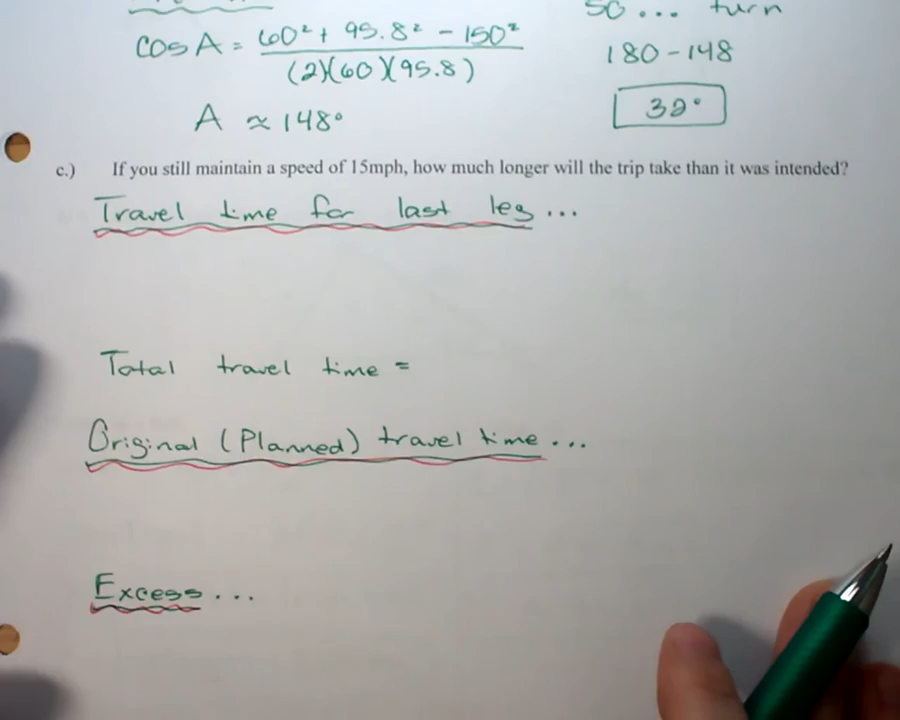 so... turn
cos A = 60² + 95.8² - 150²
(2)(60)(95.8)
180 - 148
A ≈ 148°
32°
c.) If you still maintain a speed of 15mph, how much longer will the trip take than it was intended?
Travel time for last leg...
Total travel time =
Original (Planned) travel time...
Excess...